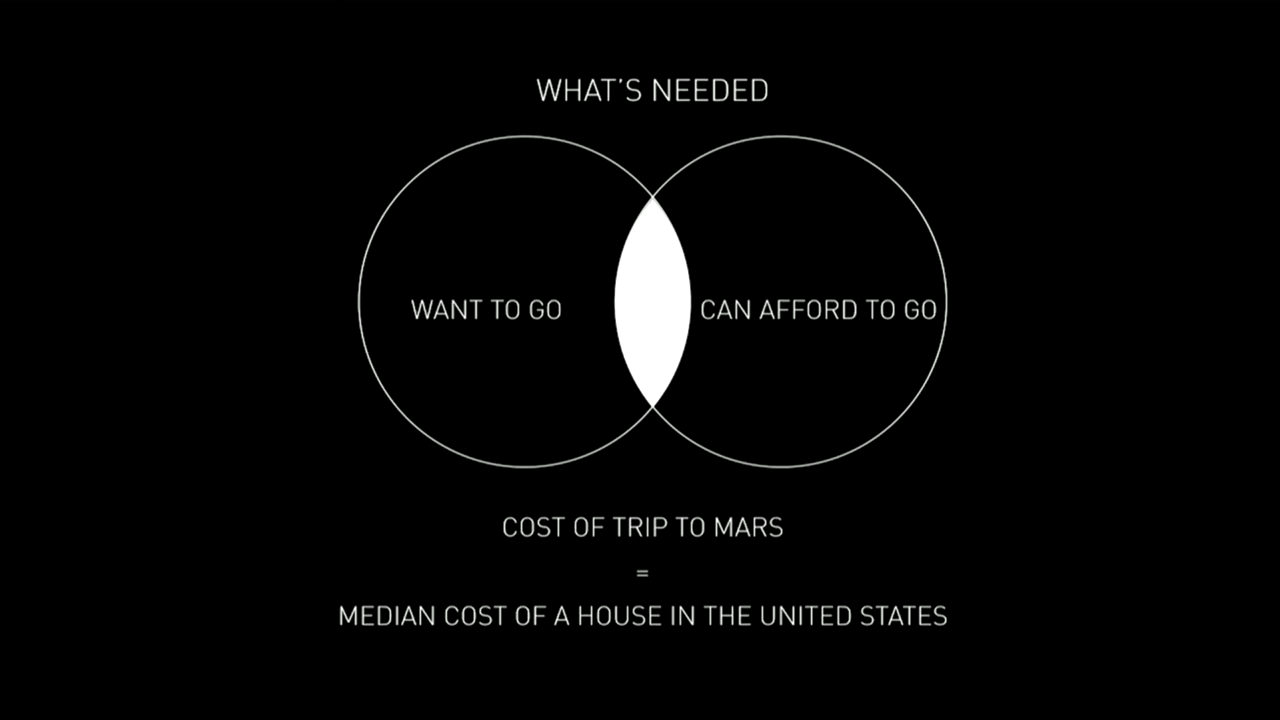 WHAT'S NEEDED
WANT TO GO
CAN AFFORD TO GO
COST OF TRIP TO MARS
=
MEDIAN COST OF A HOUSE IN THE UNITED STATES